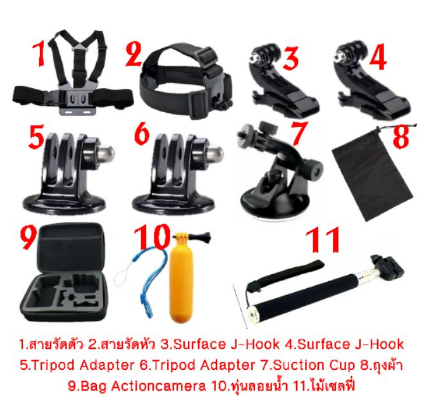 1 2 3 4
5 6 7 8
9 10 11
1.สายรัดตัว 2.สายรัดหัว 3.Surface J-Hook 4.Surface J-Hook
5.Tripod Adapter 6.Tripod Adapter 7.Suction Cup 8.ถุงผ้า
9.Bag Actioncamera 10.ทุ่นลอยน้ำ 11.ไม้เซลฟี่